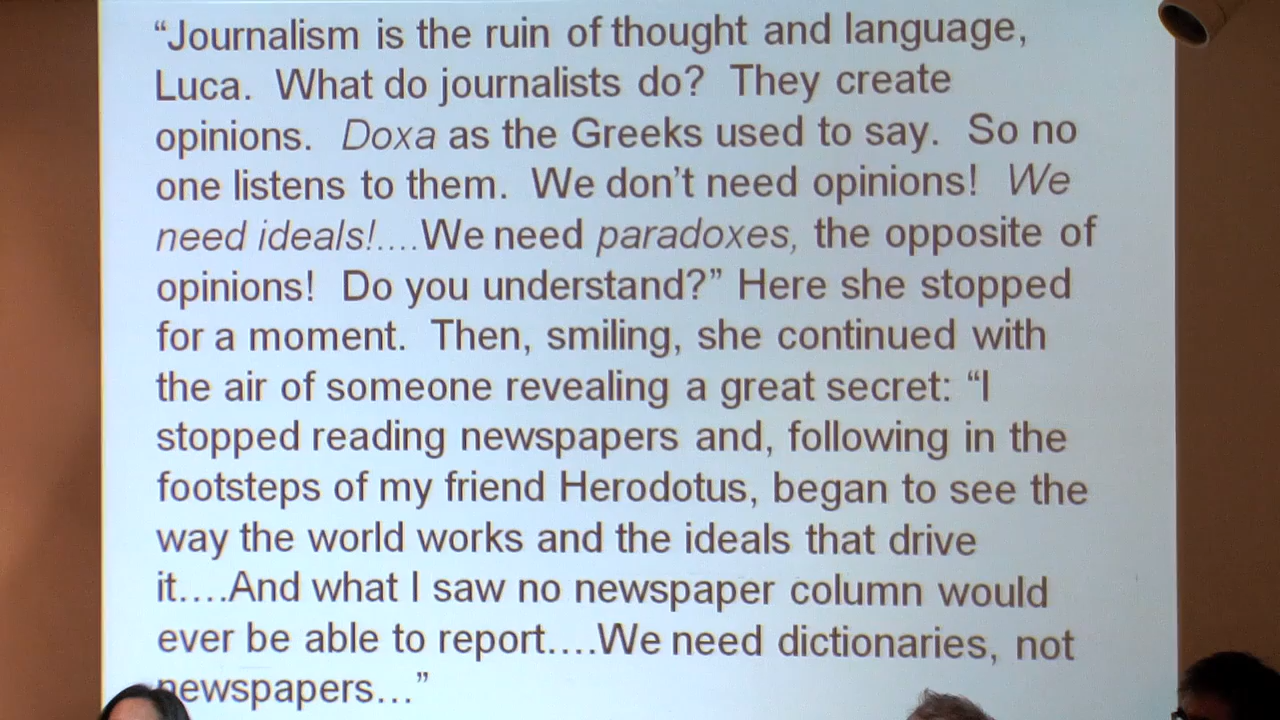 “Journalism is the ruin of thought and language,
Luca.  What do journalists do?  They create
opinions.  Doxa as the Greeks used to say.  So no
one listens to them.  We don’t need opinions!  We
need ideals!....We need paradoxes, the opposite of
opinions!  Do you understand?” Here she stopped
for a moment.  Then, smiling, she continued with
the air of someone revealing a great secret: “I
stopped reading newspapers and, following in the
footsteps of my friend Herodotus, began to see the
way the world works and the ideals that drive
it....And what I saw no newspaper column would
ever be able to report....We need dictionaries, not
newspapers...”